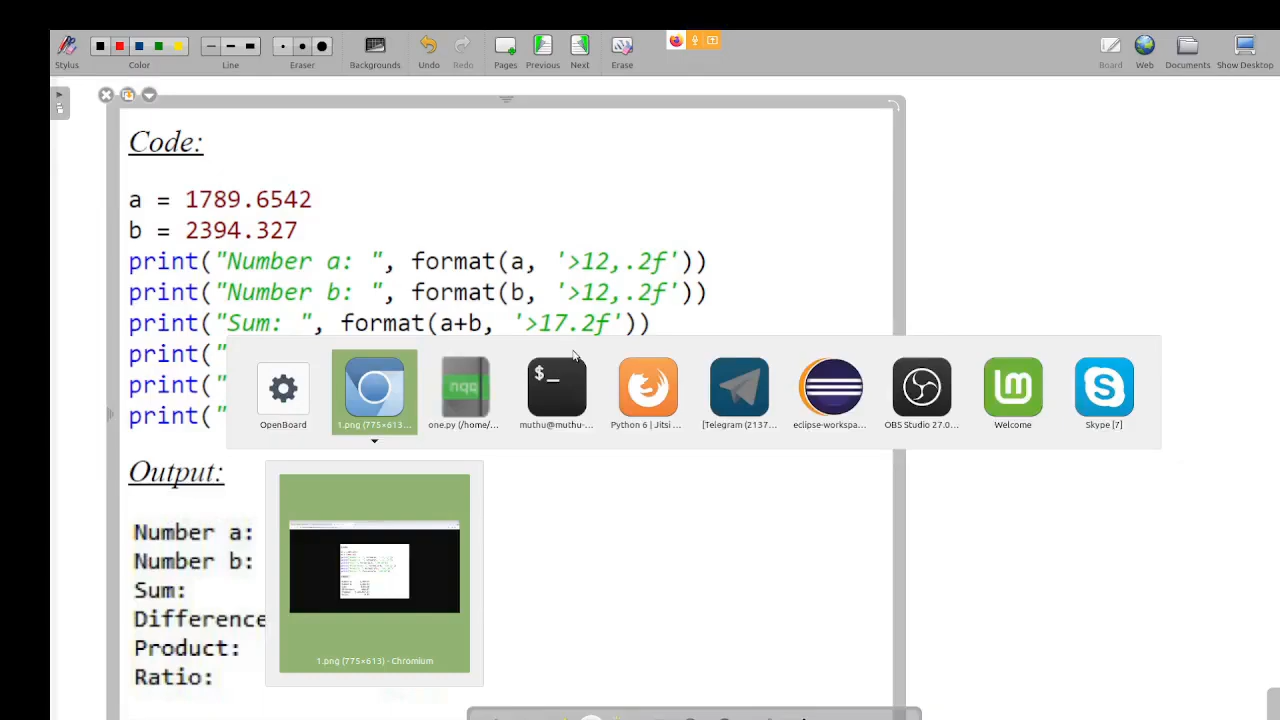 Stylus
Color
Line
Eraser
Backgrounds
Undo
Redo
Pages
Previous
Next
Erase
Board
Web
Documents
Show Desktop
Code:
a = 1789.6542
b = 2394.327
print("Number a: ", format(a, '>12,.2f'))
print("Number b: ", format(b, '>12,.2f'))
print("Sum: ", format(a+b, '>17.2f'))
print("
print("
print("
$_
nqq
OpenBoard
1.png (775×613...
one.py (/home/...
muthu@muthu-...
Python 6 | Jitsi ...
[Telegram (2137...
eclipse-workspa...
OBS Studio 27.0...
Welcome
Skype [7]
Output:
Number a:
Number b:
Sum:
Difference
Product:
Ratio:
1.png (775×613) - Chromium